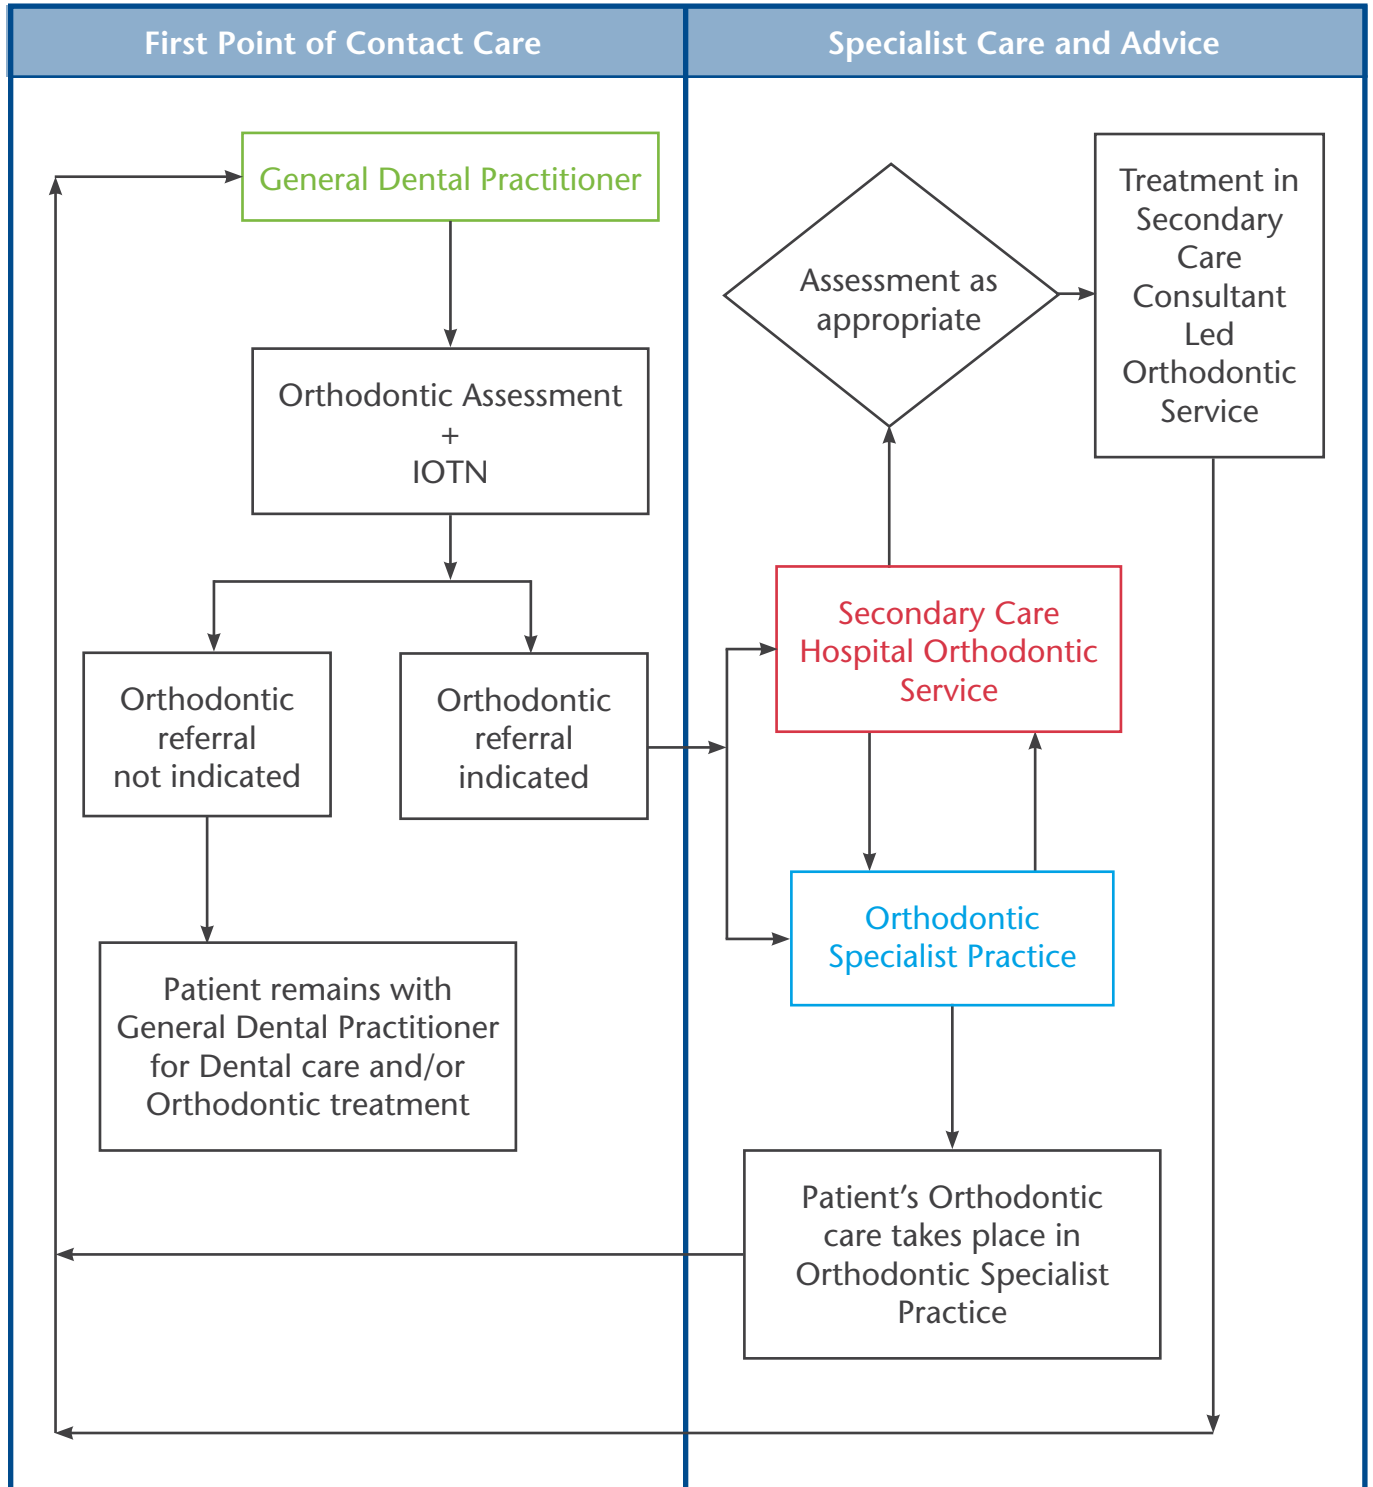 First Point of Contact Care
Specialist Care and Advice
General Dental Practitioner
Orthodontic Assessment
+
IOTN
Orthodontic
referral
not indicated
Orthodontic
referral
indicated
Patient remains with
General Dental Practitioner
for Dental care and/or
Orthodontic treatment
Assessment as
appropriate
Treatment in
Secondary
Care
Consultant
Led
Orthodontic
Service
Secondary Care
Hospital Orthodontic
Service
Orthodontic
Specialist Practice
Patient’s Orthodontic
care takes place in
Orthodontic Specialist
Practice